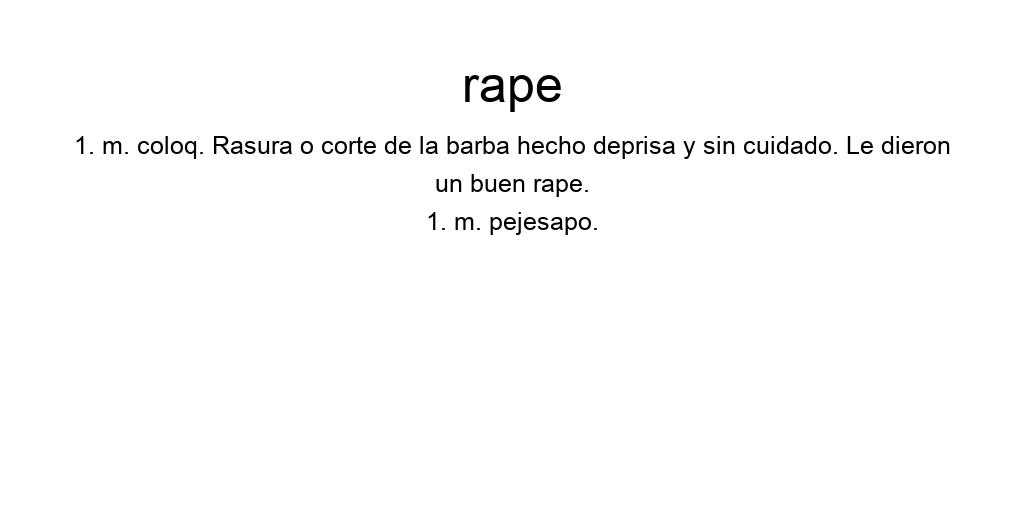 rape
1. m. coloq. Rasura o corte de la barba hecho deprisa y sin cuidado. Le dieron
un buen rape.
1. m. pejesapo.